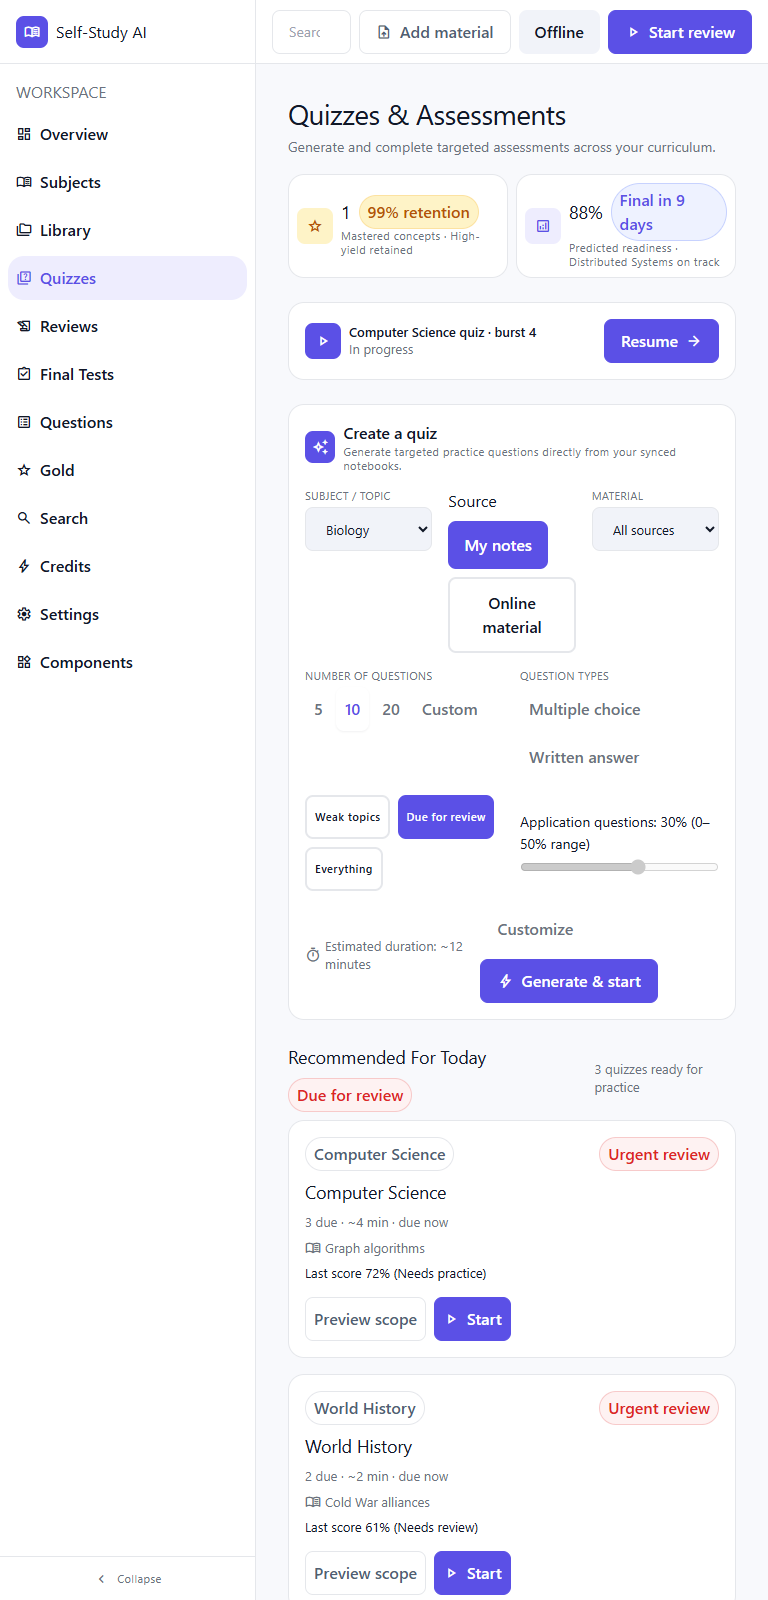 Self-Study AI
Add material
Offline
Start review
WORKSPACE
Overview
Subjects
Library
Quizzes
Reviews
Final Tests
Questions
Gold
Search
Credits
Settings
Components
Collapse
Quizzes & Assessments
Generate and complete targeted assessments across your curriculum.
1 99% retention
Mastered concepts · High-
yield retained
88% Final in 9
days
Predicted readiness ·
Distributed Systems on track
Computer Science quiz · burst 4
In progress
Resume
Create a quiz
Generate targeted practice questions directly from your synced
notebooks.
SUBJECT / TOPIC
Biology
Source
My notes
Online
material
MATERIAL
All sources
NUMBER OF QUESTIONS
5 10 20 Custom
QUESTION TYPES
Multiple choice
Written answer
Weak topics
Due for review
Everything
Application questions: 30% (0–
50% range)
Estimated duration: ~12
minutes
Customize
Generate & start
Recommended For Today
Due for review
3 quizzes ready for
practice
Computer Science
Urgent review
Computer Science
3 due · ~4 min · due now
Graph algorithms
Last score 72% (Needs practice)
Preview scope
Start
World History
Urgent review
World History
2 due · ~2 min · due now
Cold War alliances
Last score 61% (Needs review)
Preview scope
Start